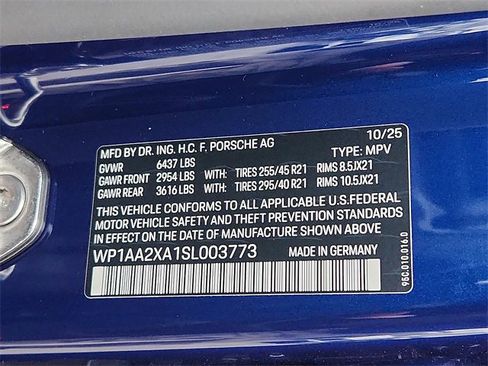 MFD BY DR. ING. H.C. F. PORSCHE AG 10/25
GVWR 6437 LBS TYPE: MPV
GAWR FRONT 2954 LBS WITH: TIRES 255/45 R21 RIMS 8.5JX21
GAWR REAR 3616 LBS WITH: TIRES 295/40 R21 RIMS 10.5JX21
THIS VEHICLE CONFORMS TO ALL APPLICABLE U.S.FEDERAL
MOTOR VEHICLE SAFETY AND THEFT PREVENTION STANDARDS
IN EFFECT ON THE DATE OF MANUFACTURE SHOWN ABOVE.
WP1AA2XA1SL003773 MADE IN GERMANY
95C.010.016.0